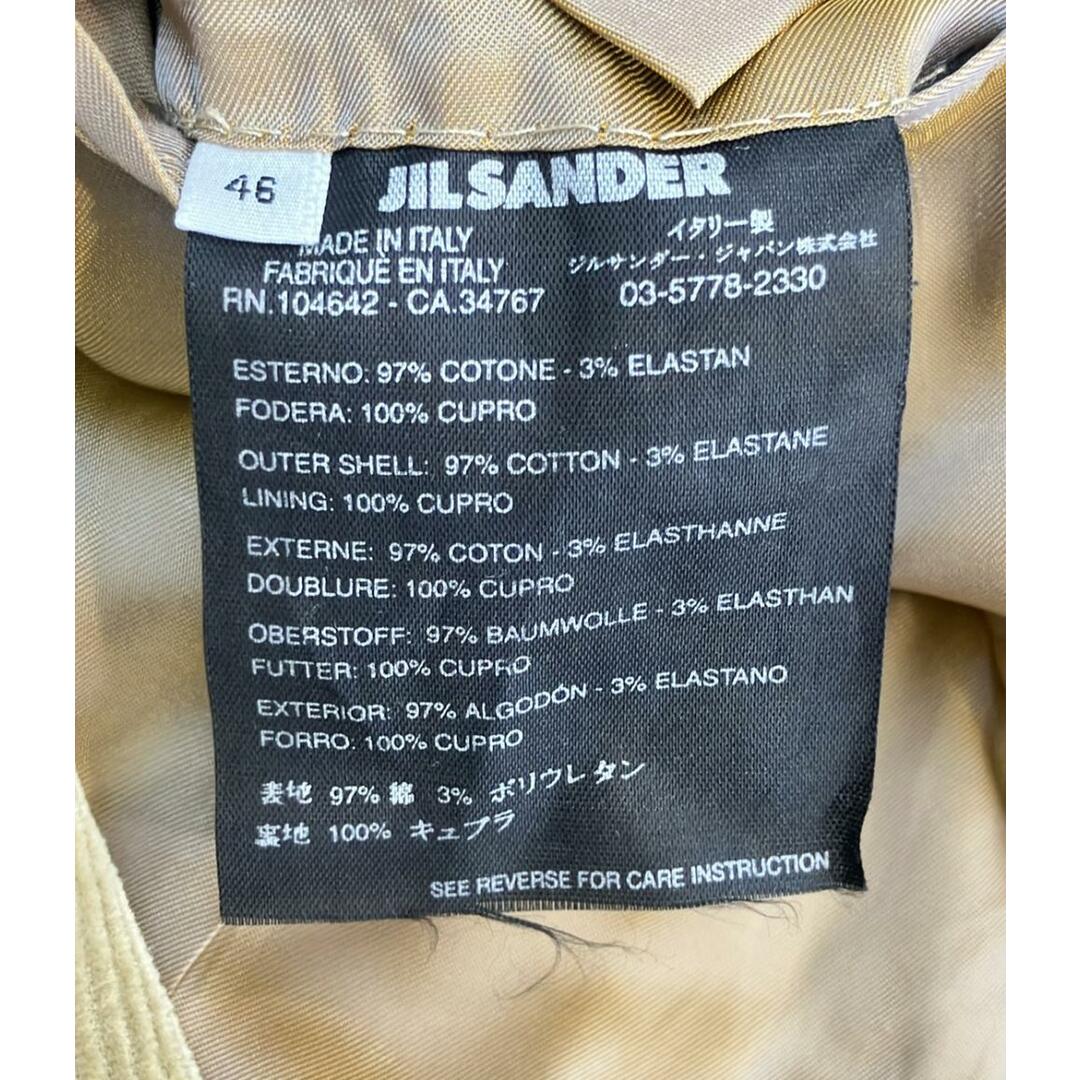 46
JIL SANDER
MADE IN ITALY
FABRIQUÉ EN ITALY
RN.104642 - CA.34767
イタリー製
ジルサンダー・ジャパン株式会社
03-5778-2330
ESTERNO: 97% COTONE - 3% ELASTAN
FODERA: 100% CUPRO
OUTER SHELL: 97% COTTON - 3% ELASTANE
LINING: 100% CUPRO
EXTERNE: 97% COTON - 3% ELASTHANNE
DOUBLURE: 100% CUPRO
OBERSTOFF: 97% BAUMWOLLE - 3% ELASTHAN
FUTTER: 100% CUPRO
EXTERIOR: 97% ALGODÓN - 3% ELASTANO
FORRO: 100% CUPRO
表地 97% 綿 3% ポリウレタン
裏地 100% キュプラ
SEE REVERSE FOR CARE INSTRUCTION